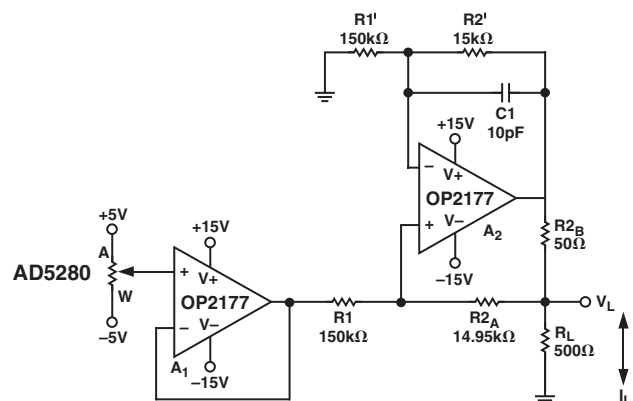 R1'
150kΩ
R2'
15kΩ
C1
10pF
+15V
−
V+
OP2177
+
V−
A2
−15V
R2B
50Ω
+5V
A
AD5280
W
−5V
+15V
+
V+
OP2177
−
V−
A1
−15V
R1
150kΩ
R2A
14.95kΩ
VL
RL
500Ω
IL